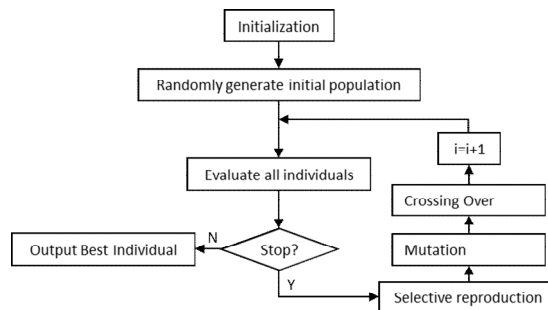 Initialization
Randomly generate initial population
i=i+1
Evaluate all individuals
Crossing Over
N
Output Best Individual
Stop?
Mutation
Y
Selective reproduction